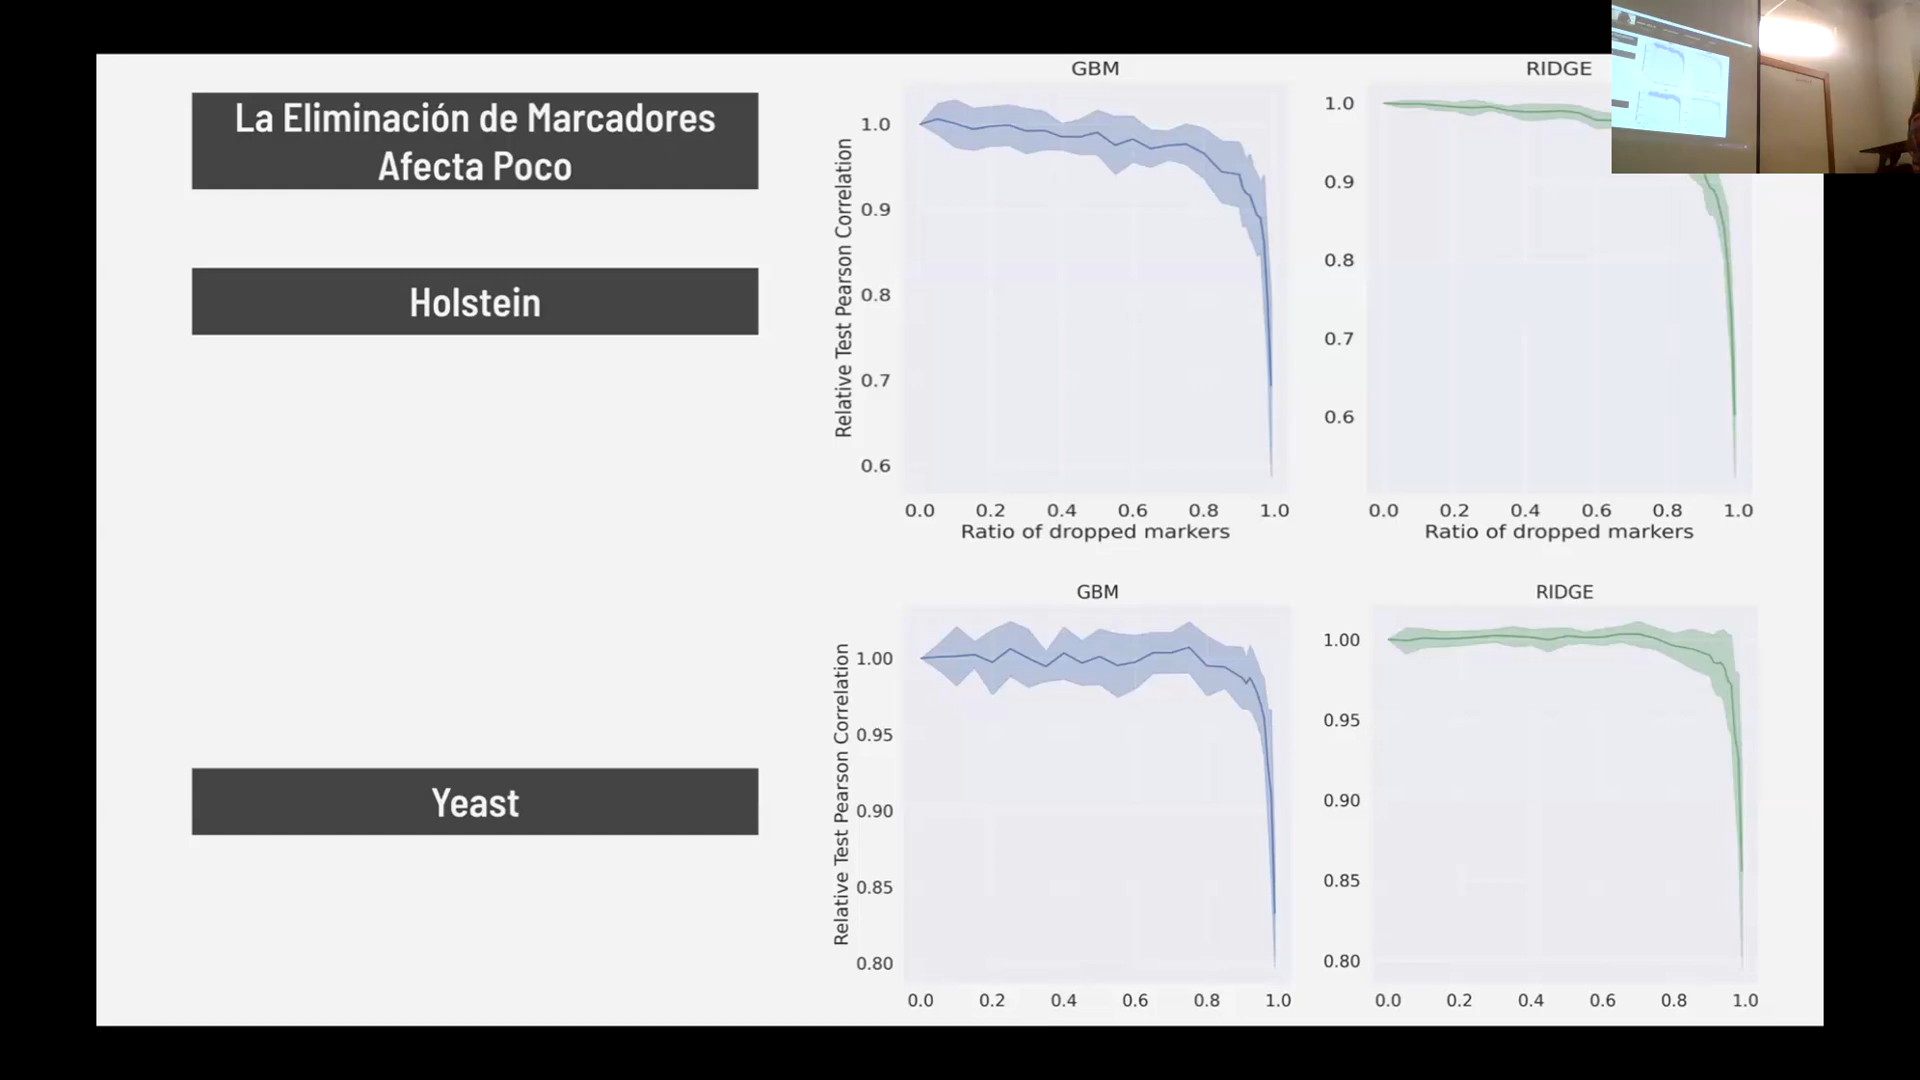 La Eliminación de Marcadores
Afecta Poco
Holstein
Yeast
GBM
Relative Test Pearson Correlation
1.0
0.9
0.8
0.7
0.6
0.0 0.2 0.4 0.6 0.8 1.0
Ratio of dropped markers
RIDGE
1.0
0.9
0.8
0.7
0.6
0.0 0.2 0.4 0.6 0.8 1.0
Ratio of dropped markers
GBM
Relative Test Pearson Correlation
1.00
0.95
0.90
0.85
0.80
0.0 0.2 0.4 0.6 0.8 1.0
RIDGE
1.00
0.95
0.90
0.85
0.80
0.0 0.2 0.4 0.6 0.8 1.0